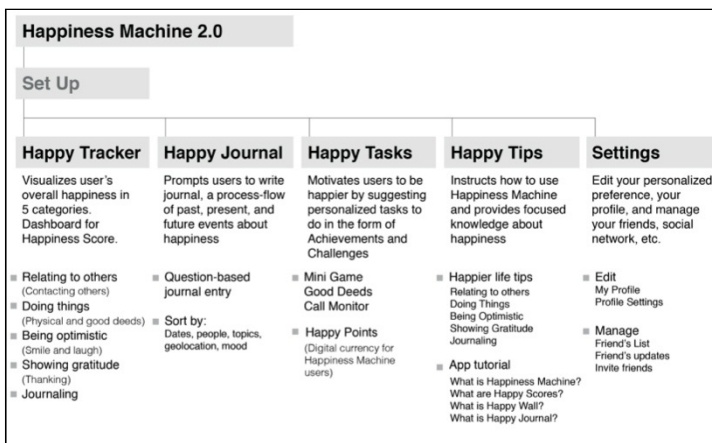 Happiness Machine 2.0
Set Up
Happy Tracker
Visualizes user's
overall happiness in
5 categories.
Dashboard for
Happiness Score.
Relating to others
(Contacting others)
Doing things
(Physical and good deeds)
Being optimistic
(Smile and laugh)
Showing gratitude
(Thanking)
Journaling
Happy Journal
Prompts users to write
journal, a process-flow
of past, present, and
future events about
happiness
Question-based
journal entry
Sort by:
Dates, people, topics,
geolocation, mood
Happy Tasks
Motivates users to be
happier by suggesting
personalized tasks to
do in the form of
Achievements and
Challenges
Mini Game
Good Deeds
Call Monitor
Happy Points
(Digital currency for
Happiness Machine
users)
Happy Tips
Instructs how to use
Happiness Machine
and provides focused
knowledge about
happiness
Happier life tips
Relating to others
Doing Things
Being Optimistic
Showing Gratitude
Journaling
App tutorial
What is Happiness Machine?
What are Happy Scores?
What is Happy Wall?
What is Happy Journal?
Settings
Edit your personalized
preference, your
profile, and manage
your friends, social
network, etc.
Edit
My Profile
Profile Settings
Manage
Friend's List
Friend's updates
Invite friends